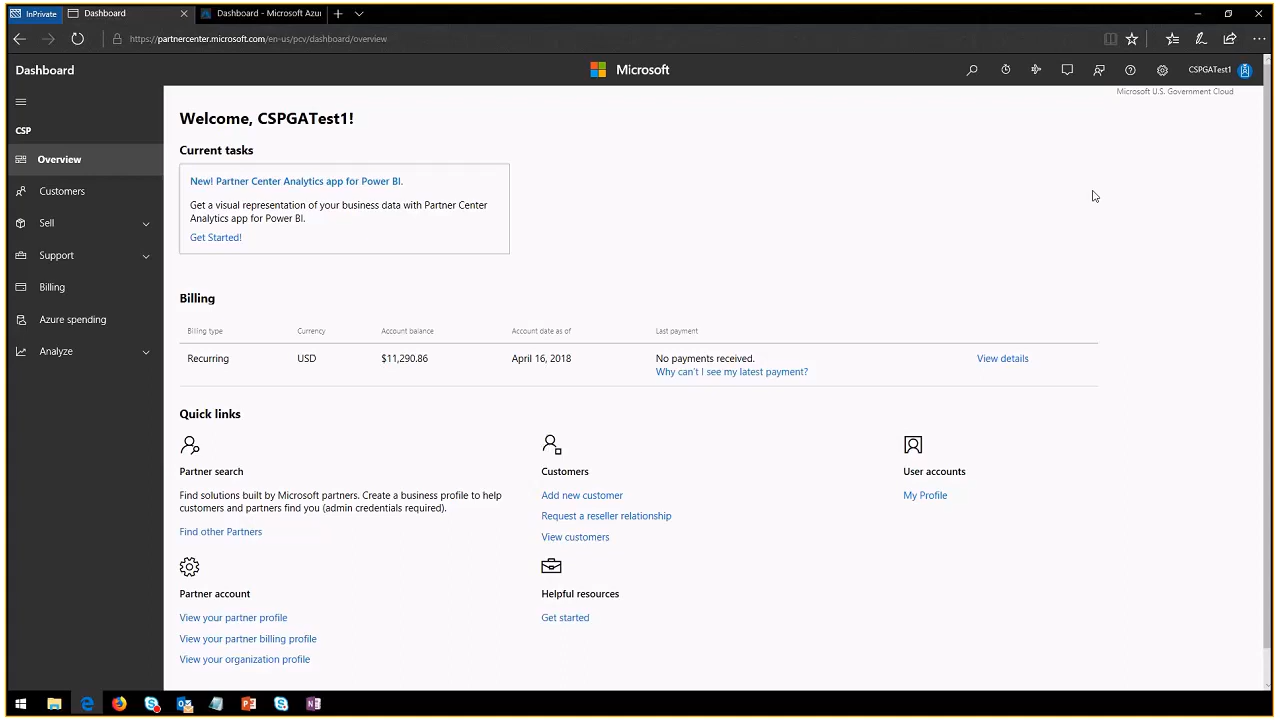 InPrivate
Dashboard
Dashboard - Microsoft Azur
https://partnercenter.microsoft.com/en-us/pcv/dashboard/overview
Dashboard
Microsoft
CSPGATest1
Microsoft U.S. Government Cloud
CSP
Overview
Customers
Sell
Support
Billing
Azure spending
Analyze
Welcome, CSPGATest1!
Current tasks
New! Partner Center Analytics app for Power BI.
Get a visual representation of your business data with Partner Center
Analytics app for Power BI.
Get Started!
Billing
Billing type Currency Account balance Account date as of Last payment
Recurring USD $11,290.86 April 16, 2018 No payments received. View details
Why can't I see my latest payment?
Quick links
Partner search
Find solutions built by Microsoft partners. Create a business profile to help
customers and partners find you (admin credentials required).
Find other Partners
Customers
Add new customer
Request a reseller relationship
View customers
User accounts
My Profile
Partner account
View your partner profile
View your partner billing profile
View your organization profile
Helpful resources
Get started